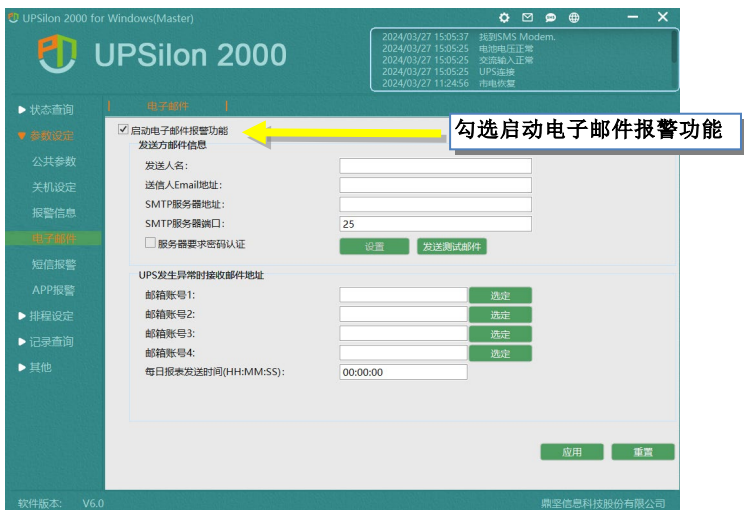 UPSilon 2000 for Windows(Master)
UPSilon 2000
2024/03/27 15:05:37 找到SMS Modem.
2024/03/27 15:05:25 电池电压正常
2024/03/27 15:05:25 交流输入正常
2024/03/27 15:05:25 UPS连接
2024/03/27 11:24:56 市电恢复
状态查询
参数设定
公共参数
关机设定
报警信息
电子邮件
短信报警
APP报警
排程设定
记录查询
其他
电子邮件
启动电子邮件报警功能
勾选启动电子邮件报警功能
发送方邮件信息
发送人名：
送信人Email地址：
SMTP服务器地址：
SMTP服务器端口： 25
服务器要求密码认证
设置 发送测试邮件
UPS发生异常时接收邮件地址
邮箱账号1: 选定
邮箱账号2: 选定
邮箱账号3: 选定
邮箱账号4: 选定
每日报表发送时间(HH:MM:SS)： 00:00:00
应用 重置
软件版本: V6.0
鼎坚信息科技股份有限公司